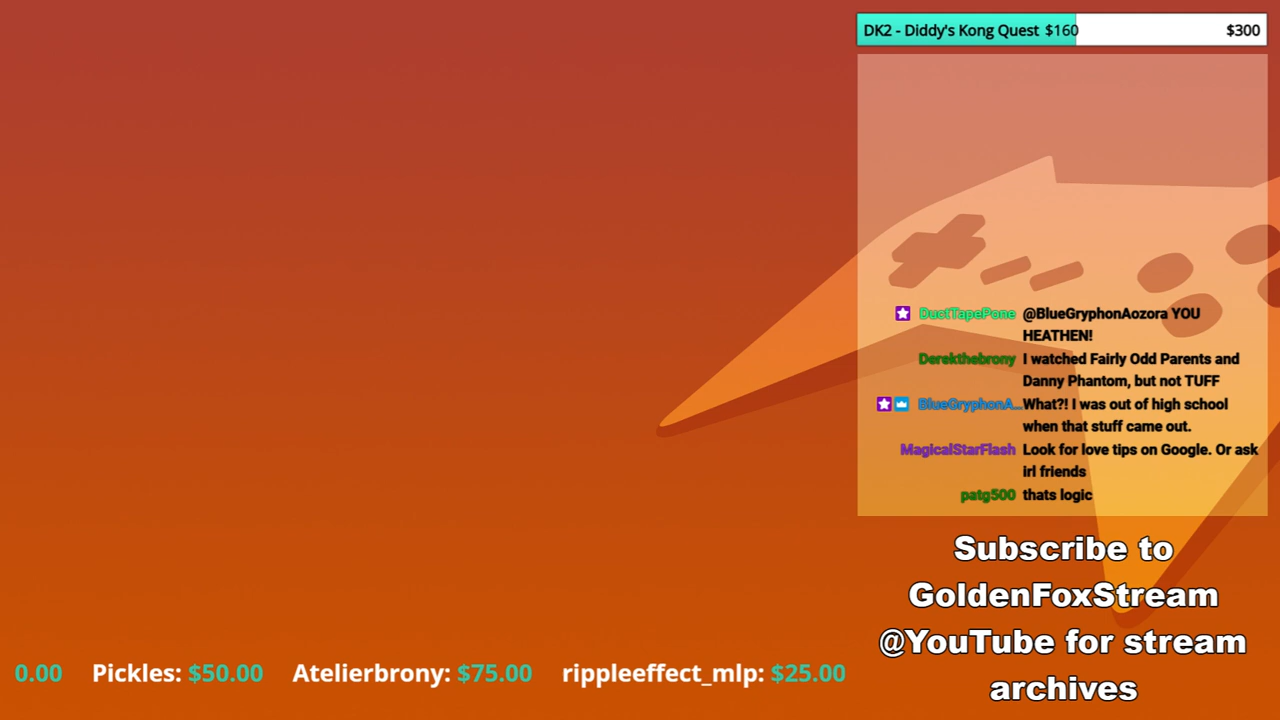 DK2 - Diddy's Kong Quest $160 $300
DuctTapePone @BlueGryphonAozora YOU
HEATHEN!
Derekthebrony I watched Fairly Odd Parents and
Danny Phantom, but not TUFF
BlueGryphonA... What?! I was out of high school
when that stuff came out.
MagicalStarFlash Look for love tips on Google. Or ask
irl friends
patg500 thats logic
Subscribe to
GoldenFoxStream
@YouTube for stream
archives
0.00 Pickles: $50.00 Atelierbrony: $75.00 rippleeffect_mlp: $25.00